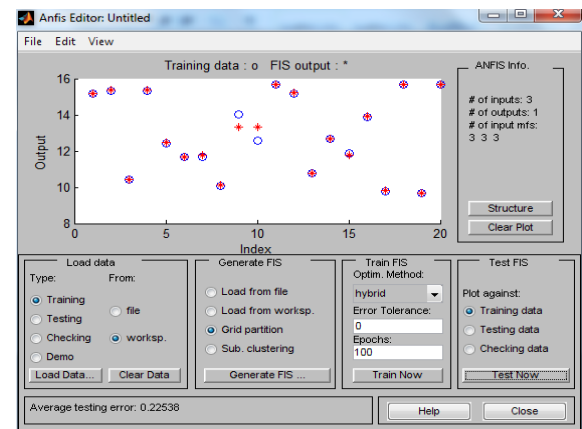 Anfis Editor: Untitled
File Edit View
Training data : o FIS output : *
16
14
12
10
8
Output
0 5 10 15 20
Index
ANFIS Info.
# of inputs: 3
# of outputs: 1
# of input mfs:
3 3 3
Structure
Clear Plot
Load data
Type: From:
Training
Testing
Checking
Demo
file
worksp.
Load Data... Clear Data
Generate FIS
Load from file
Load from worksp.
Grid partition
Sub. clustering
Generate FIS ...
Train FIS
Optim. Method:
hybrid
Error Tolerance:
0
Epochs:
100
Train Now
Test FIS
Plot against:
Training data
Testing data
Checking data
Test Now
Average testing error: 0.22538
Help Close